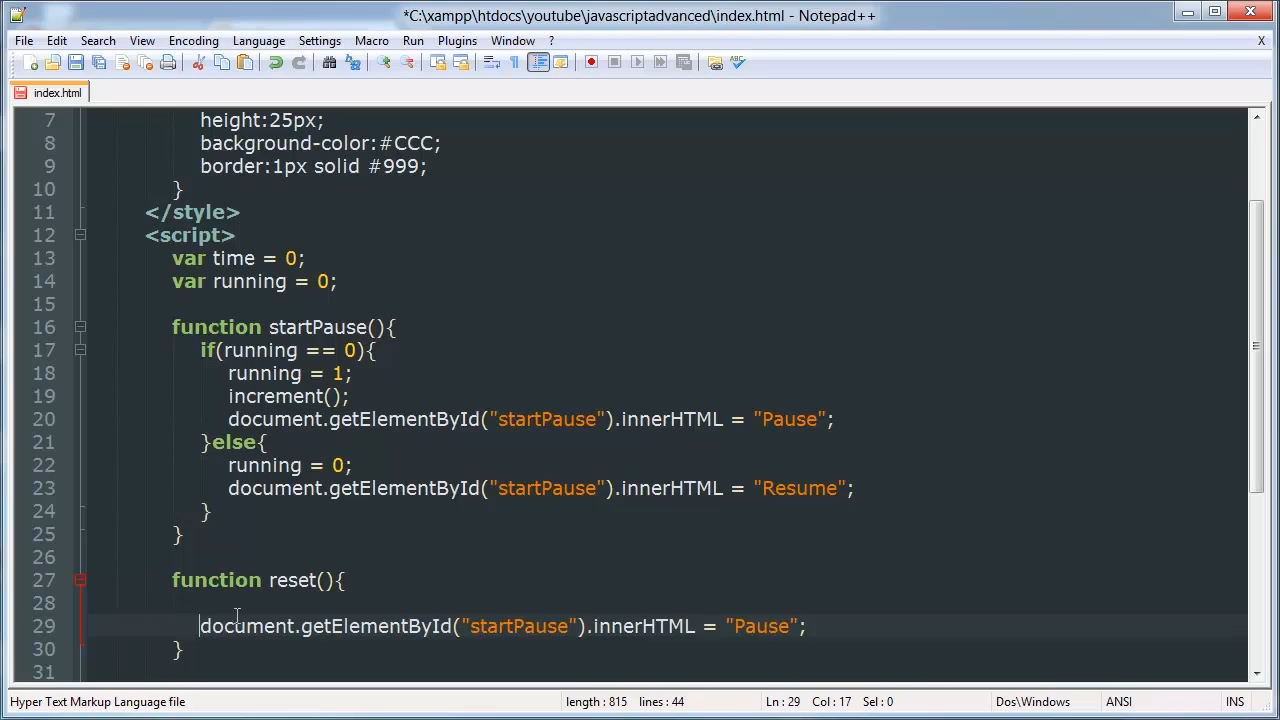 *C:\xampp\htdocs\youtube\javascriptadvanced\index.html - Notepad++
File Edit Search View Encoding Language Settings Macro Run Plugins Window ? X
index.html
7 height:25px;
8 background-color:#CCC;
9 border:1px solid #999;
10 }
11 </style>
12 <script>
13 var time = 0;
14 var running = 0;
15
16 function startPause(){
17 if(running == 0){
18 running = 1;
19 increment();
20 document.getElementById("startPause").innerHTML = "Pause";
21 }else{
22 running = 0;
23 document.getElementById("startPause").innerHTML = "Resume";
24 }
25 }
26
27 function reset(){
28
29 document.getElementById("startPause").innerHTML = "Pause";
30 }
31
Hyper Text Markup Language file length : 815 lines : 44 Ln : 29 Col : 17 Sel : 0 Dos\Windows ANSI INS